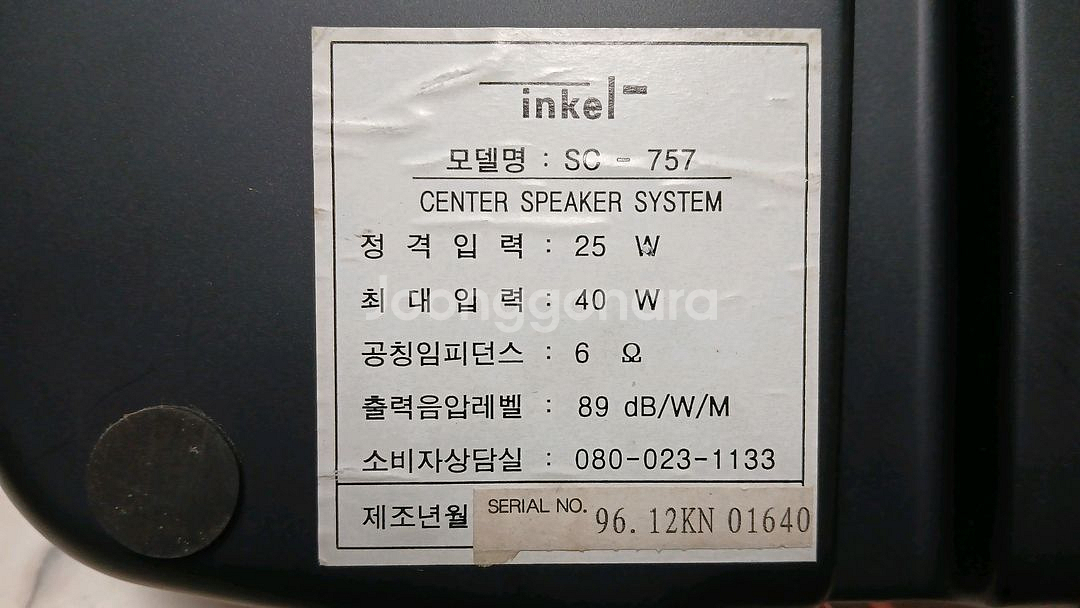 inkel
모델명 : SC - 757
CENTER SPEAKER SYSTEM
정 격 입 력 : 25 W
최 대 입 력 : 40 W
Joonggonara
공칭임피던스 : 6 Ω
출력음압레벨 : 89 dB/W/M
소비자상담실 : 080-023-1133
제조년월 SERIAL NO. 96. 12KN 01640